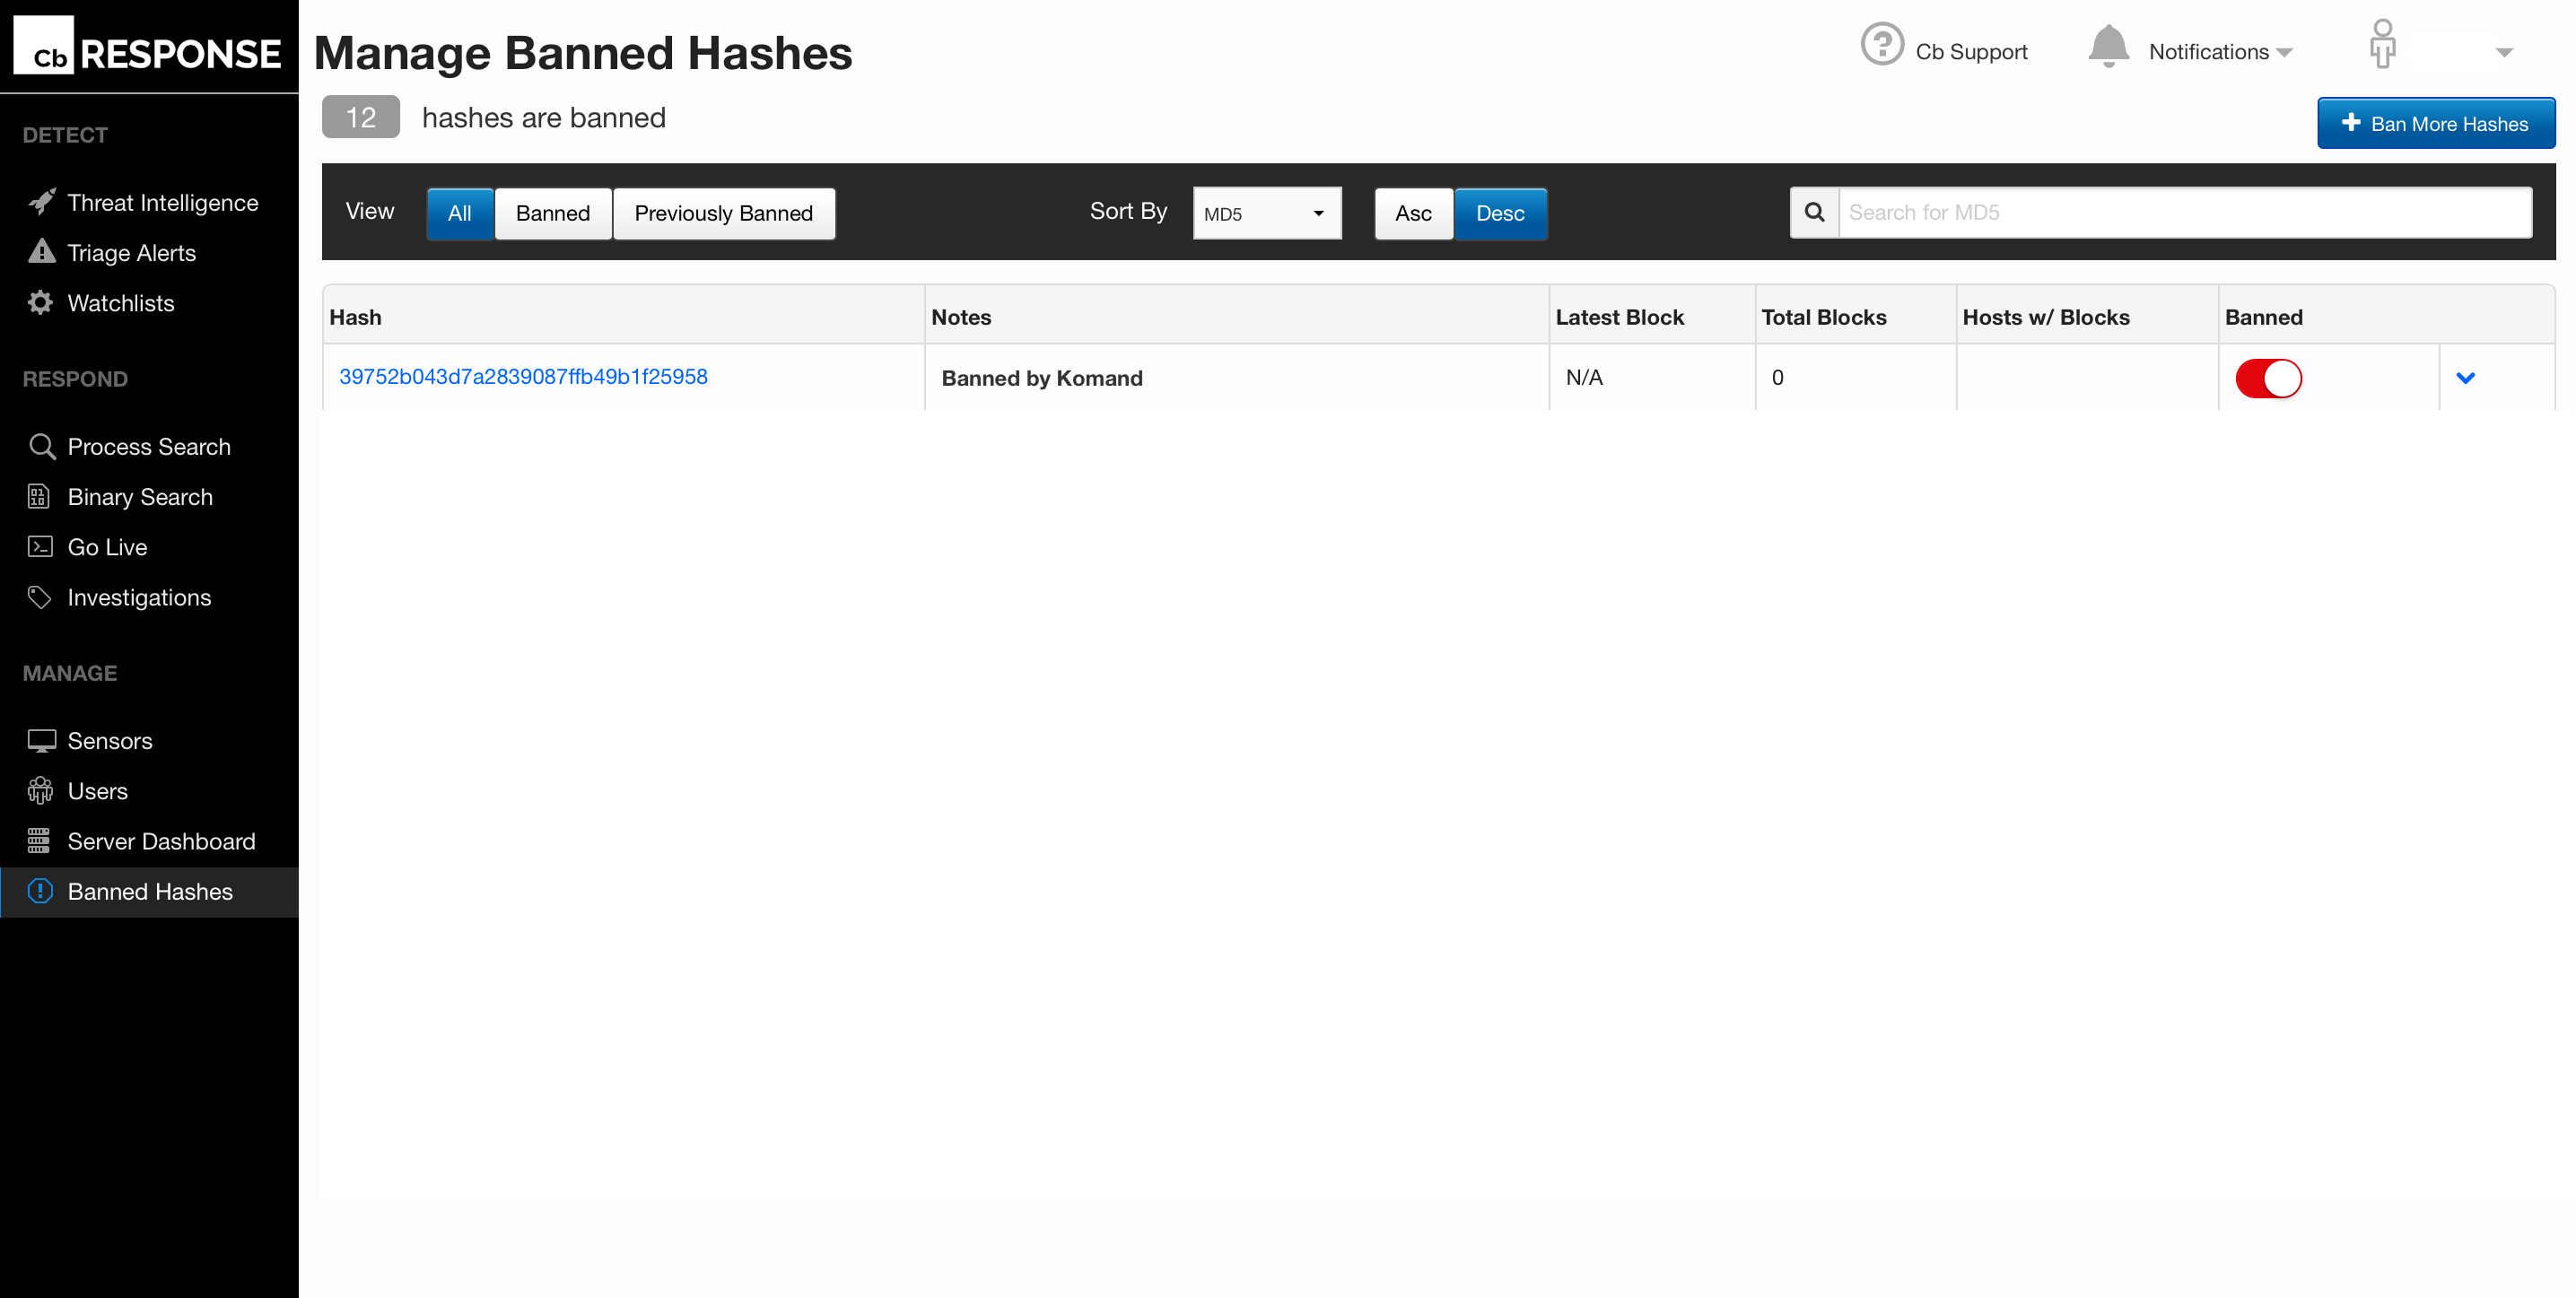 Cb RESPONSE
Manage Banned Hashes
Cb Support
Notifications
12 hashes are banned
Ban More Hashes
DETECT
Threat Intelligence
Triage Alerts
Watchlists
RESPOND
Process Search
Binary Search
Go Live
Investigations
MANAGE
Sensors
Users
Server Dashboard
Banned Hashes
View All Banned Previously Banned Sort By MD5 Asc Desc Search for MD5
Hash Notes Latest Block Total Blocks Hosts w/ Blocks Banned
39752b043d7a2839087ffb49b1f25958 Banned by Komand N/A 0